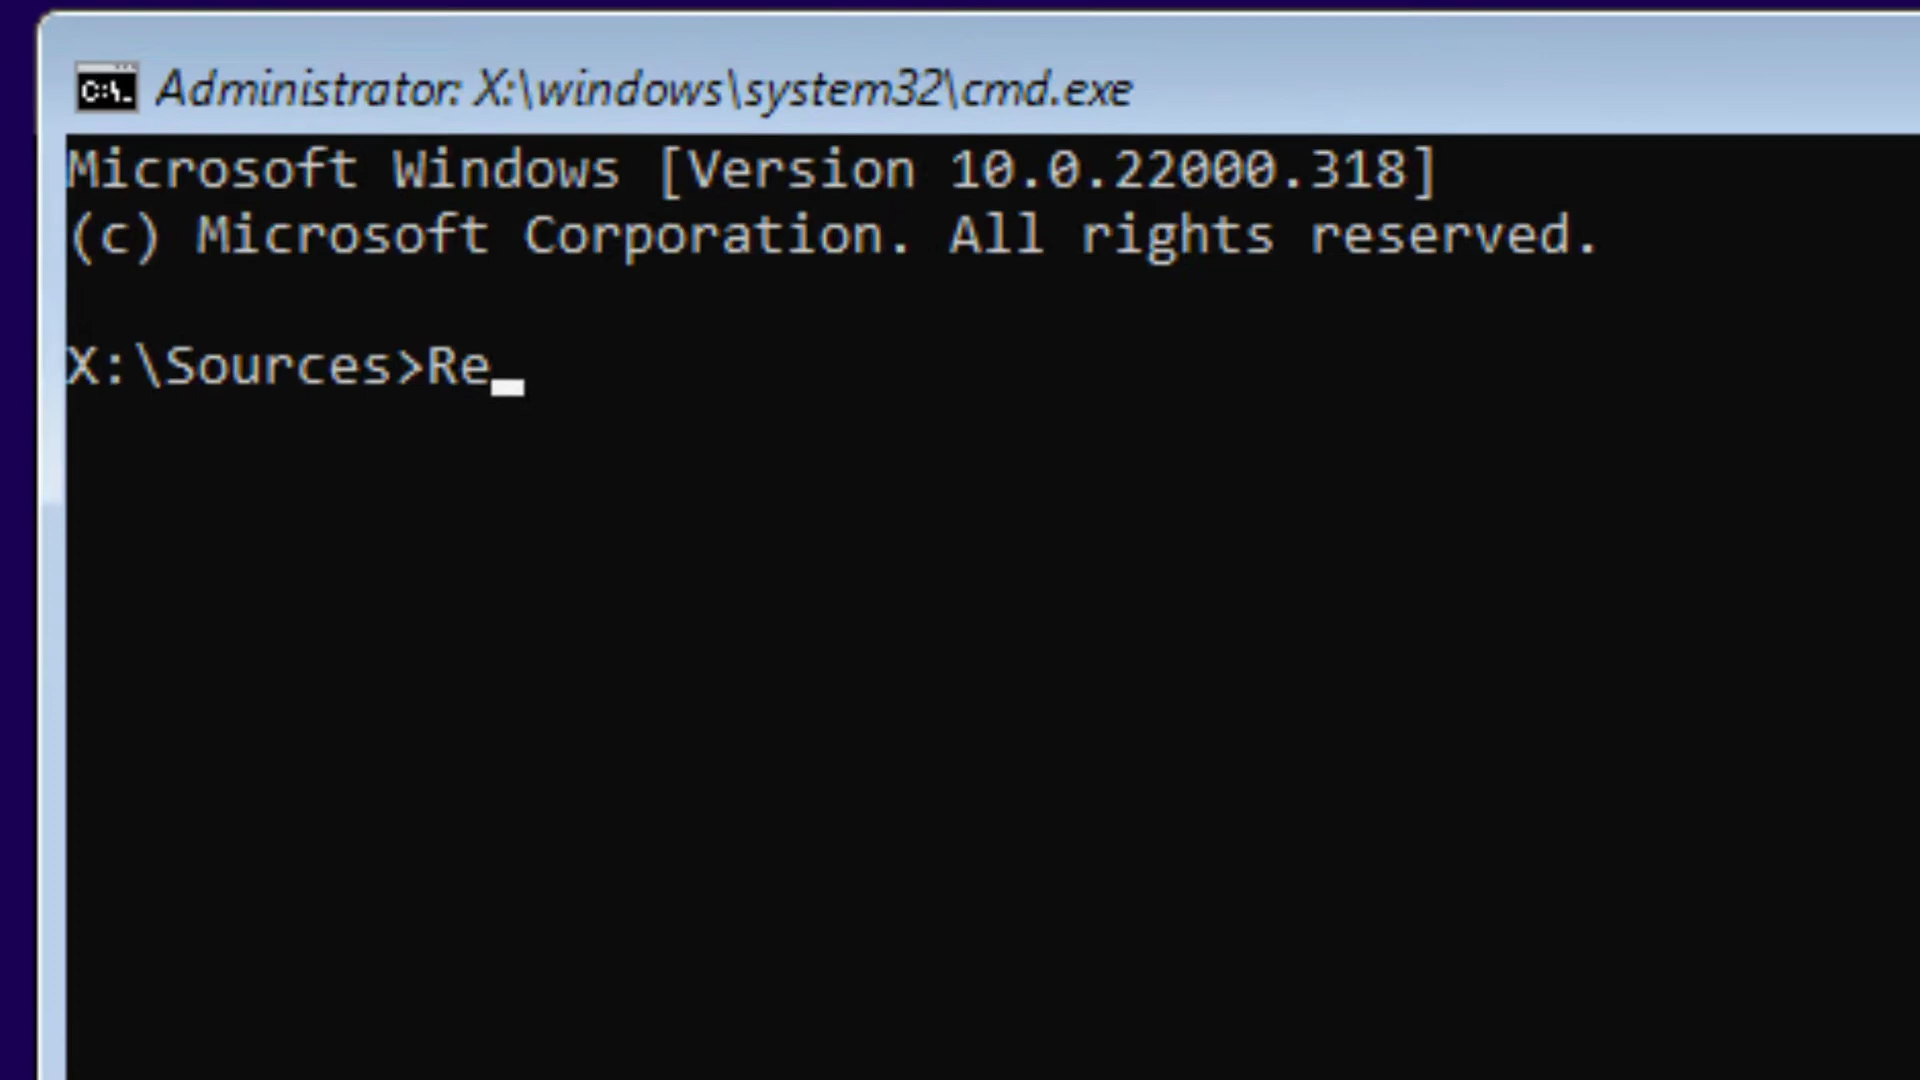 C:\.
Administrator: X:\windows\system32\cmd.exe
Microsoft Windows [Version 10.0.22000.318]
(c) Microsoft Corporation. All rights reserved.
X:\Sources>Re